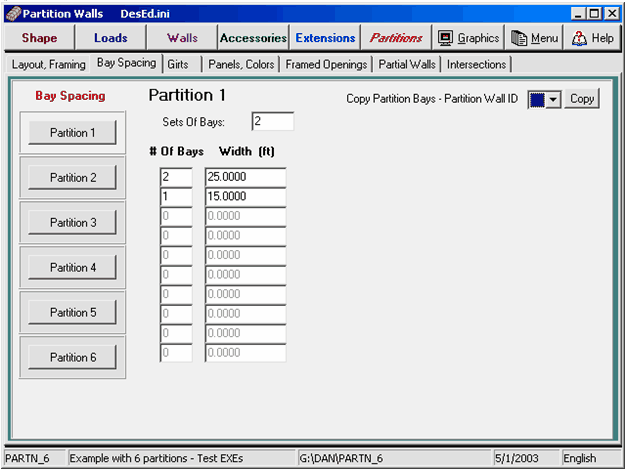 Partition Walls DesEd.ini
Shape Loads Walls Accessories Extensions Partitions Graphics Menu Help
Layout, Framing Bay Spacing Girts Panels, Colors Framed Openings Partial Walls Intersections
Bay Spacing
Partition 1
Partition 2
Partition 3
Partition 4
Partition 5
Partition 6
Partition 1
Copy Partition Bays - Partition Wall ID Copy
Sets Of Bays: 2
# Of Bays Width (ft)
2 25.0000
1 15.0000
0 0.0000
0 0.0000
0 0.0000
0 0.0000
0 0.0000
0 0.0000
0 0.0000
0 0.0000
PARTN_6 Example with 6 partitions - Test EXEs G:\DAN\PARTN_6 5/1/2003 English